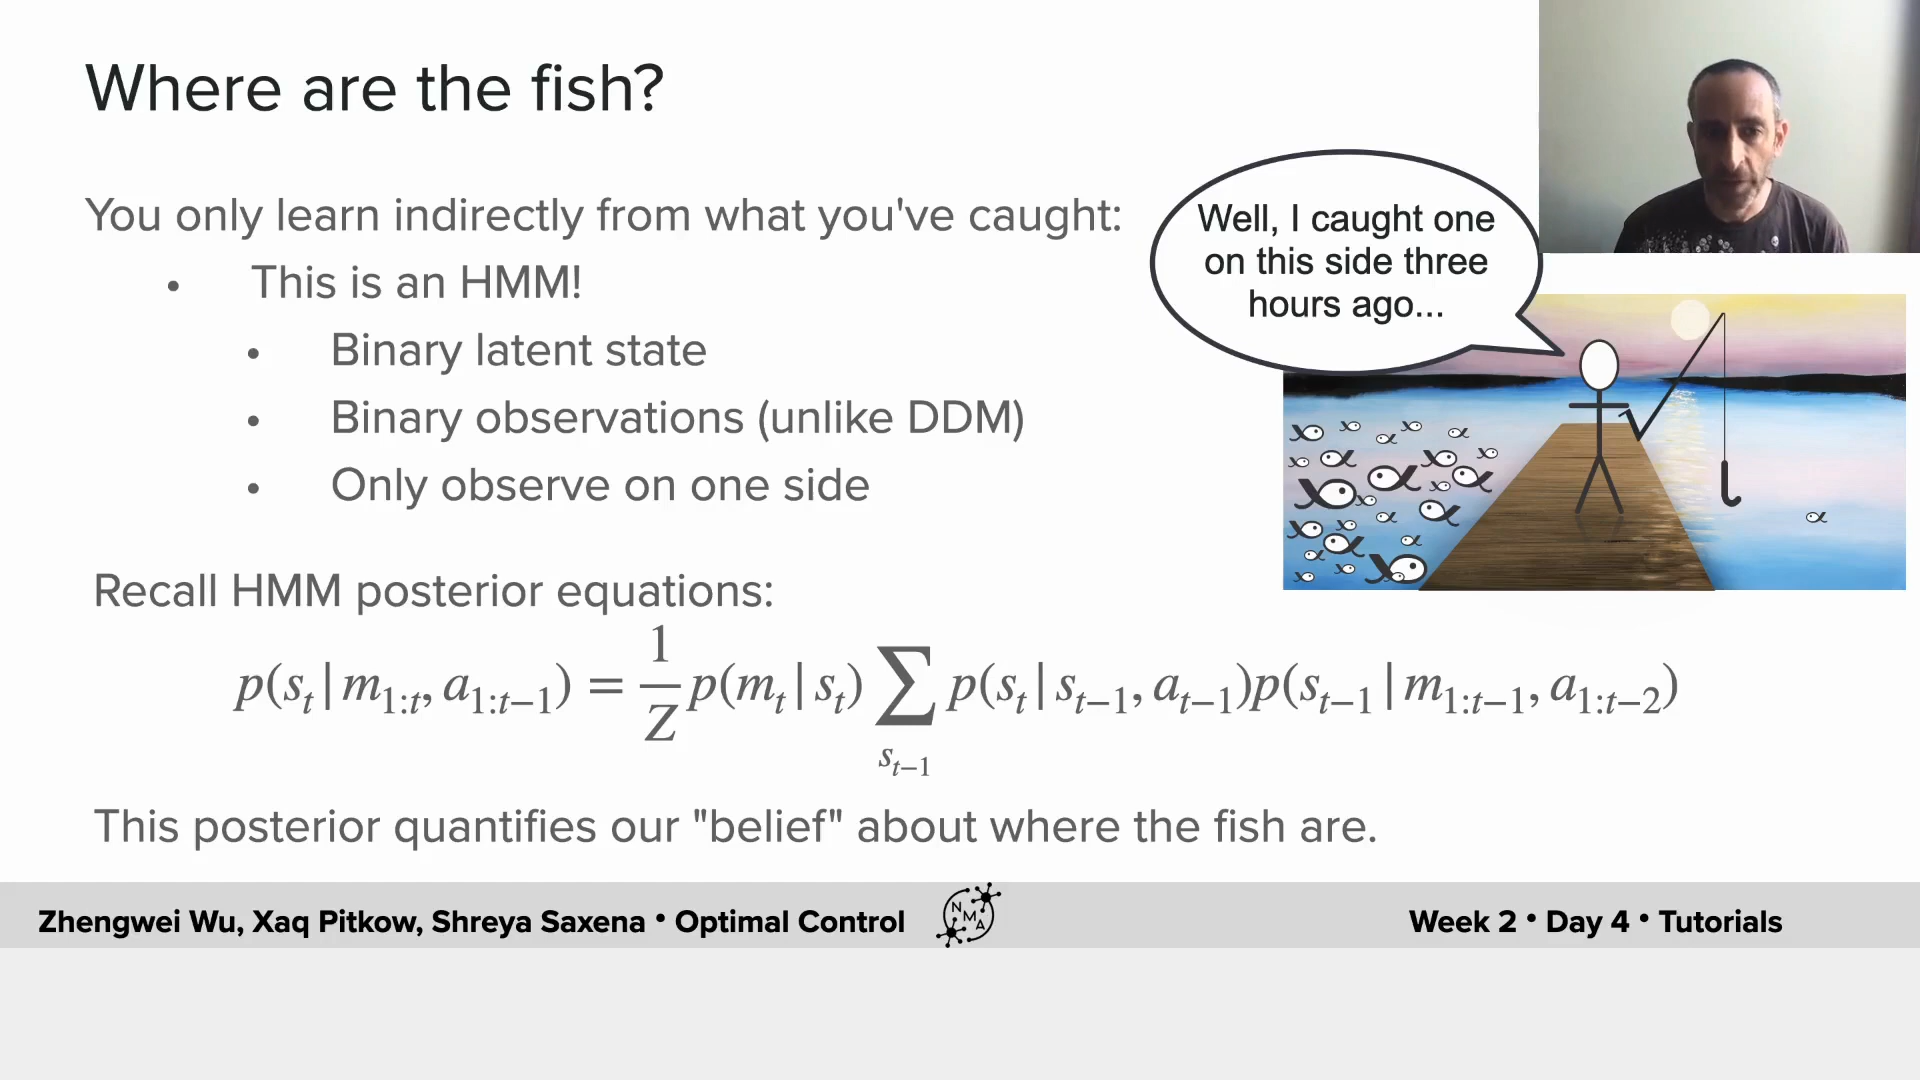 Where are the fish?
You only learn indirectly from what you've caught:
• This is an HMM!
• Binary latent state
• Binary observations (unlike DDM)
• Only observe on one side
Well, I caught one
on this side three
hours ago...
Recall HMM posterior equations:
p(s_t | m_{1:t}, a_{1:t−1}) = \frac{1}{Z} p(m_t | s_t) \sum_{s_{t−1}} p(s_t | s_{t−1}, a_{t−1}) p(s_{t−1} | m_{1:t−1}, a_{1:t−2})
This posterior quantifies our "belief" about where the fish are.
Zhengwei Wu, Xaq Pitkow, Shreya Saxena • Optimal Control
NMA
Week 2 • Day 4 • Tutorials